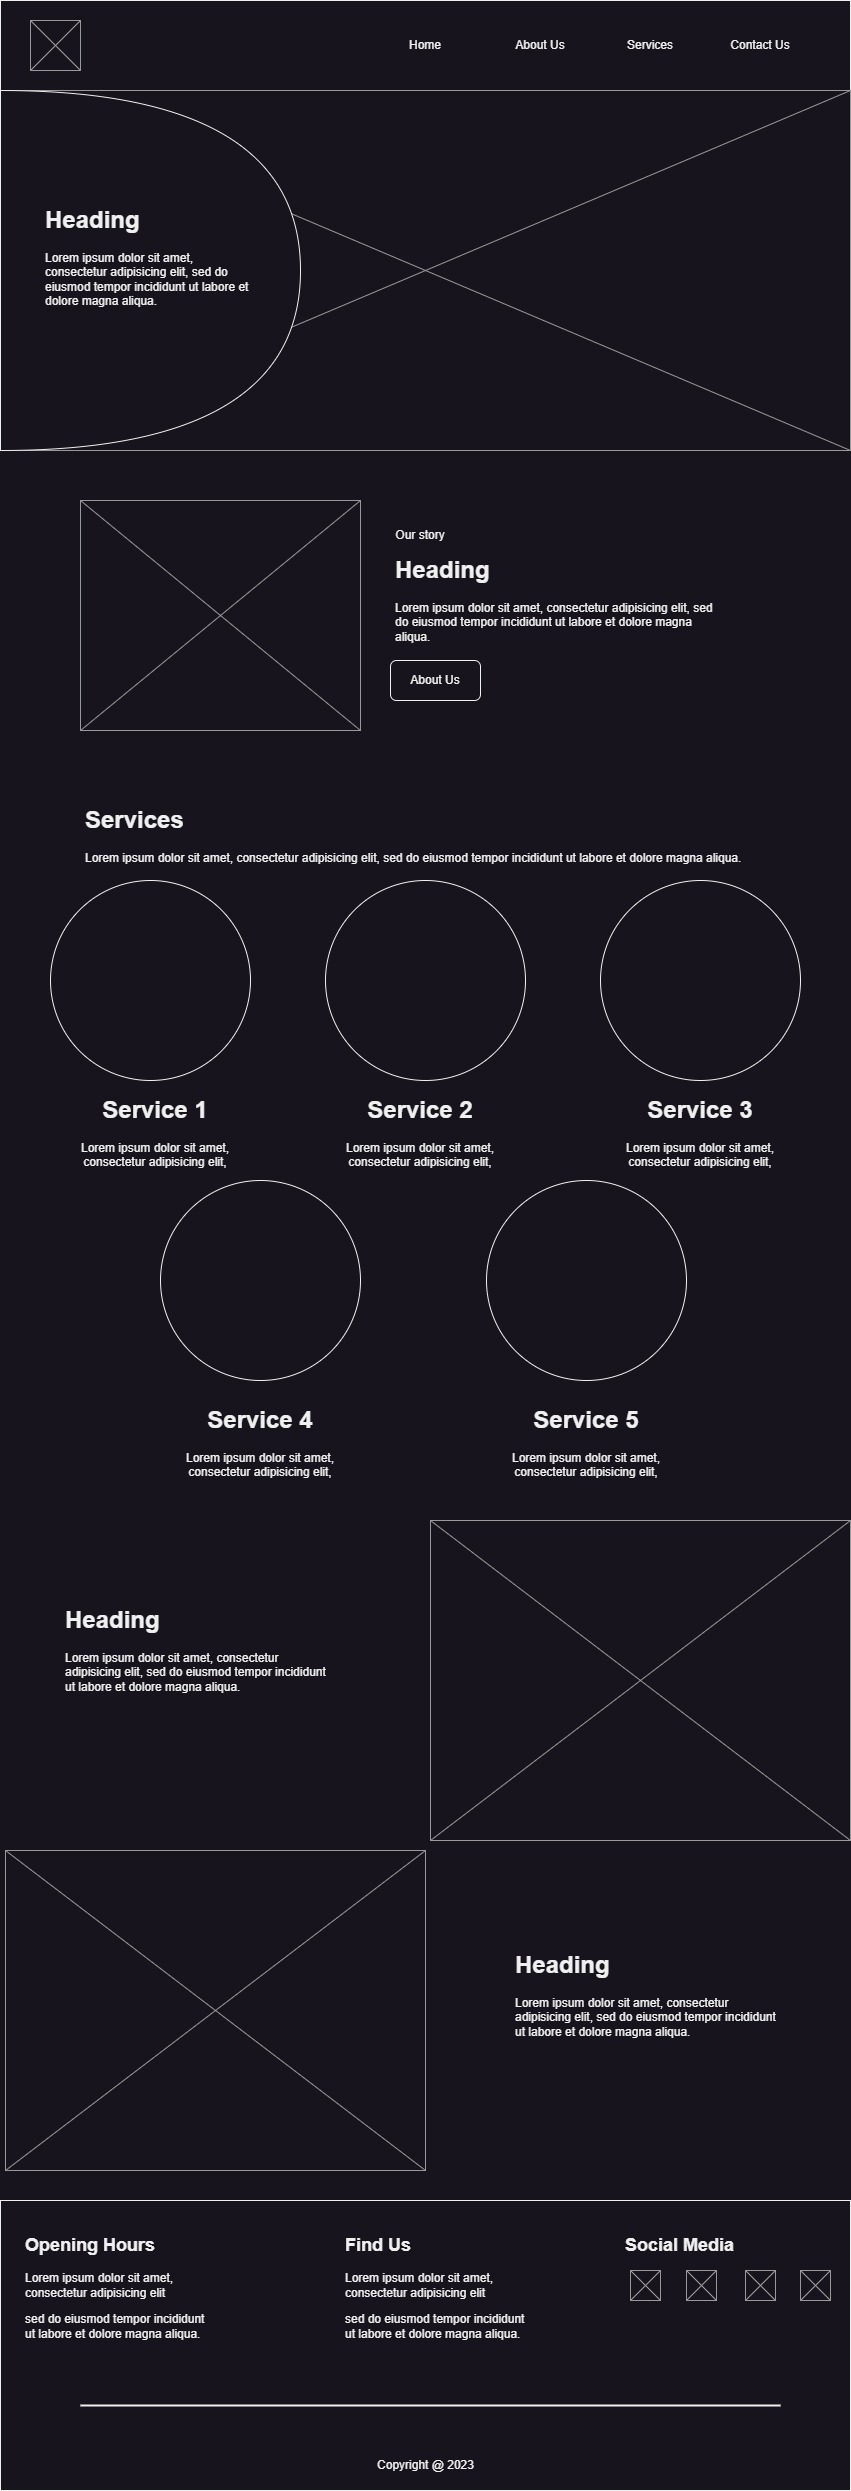 Home About Us Services Contact Us
Heading
Lorem ipsum dolor sit amet,
consectetur adipisicing elit, sed do
eiusmod tempor incididunt ut labore et
dolore magna aliqua.
Our story
Heading
Lorem ipsum dolor sit amet, consectetur adipisicing elit, sed
do eiusmod tempor incididunt ut labore et dolore magna
aliqua.
About Us
Services
Lorem ipsum dolor sit amet, consectetur adipisicing elit, sed do eiusmod tempor incididunt ut labore et dolore magna aliqua.
Service 1
Lorem ipsum dolor sit amet,
consectetur adipisicing elit,
Service 2
Lorem ipsum dolor sit amet,
consectetur adipisicing elit,
Service 3
Lorem ipsum dolor sit amet,
consectetur adipisicing elit,
Service 4
Lorem ipsum dolor sit amet,
consectetur adipisicing elit,
Service 5
Lorem ipsum dolor sit amet,
consectetur adipisicing elit,
Heading
Lorem ipsum dolor sit amet, consectetur
adipisicing elit, sed do eiusmod tempor incididunt
ut labore et dolore magna aliqua.
Heading
Lorem ipsum dolor sit amet, consectetur
adipisicing elit, sed do eiusmod tempor incididunt
ut labore et dolore magna aliqua.
Opening Hours
Lorem ipsum dolor sit amet,
consectetur adipisicing elit
sed do eiusmod tempor incididunt
ut labore et dolore magna aliqua.
Find Us
Lorem ipsum dolor sit amet,
consectetur adipisicing elit
sed do eiusmod tempor incididunt
ut labore et dolore magna aliqua.
Social Media
Copyright @ 2023